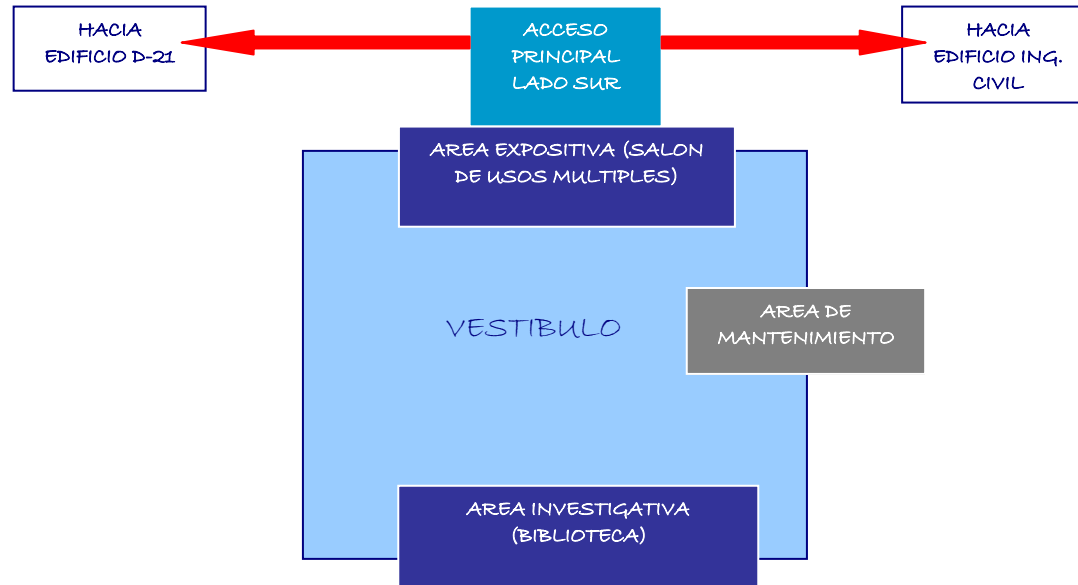 HACIA
EDIFICIO D-21
ACCESO
PRINCIPAL
LADO SUR
HACIA
EDIFICIO ING.
CIVIL
AREA EXPOSITIVA (SALON
DE USOS MULTIPLES)
VESTIBULO
AREA DE
MANTENIMIENTO
AREA INVESTIGATIVA
(BIBLIOTECA)